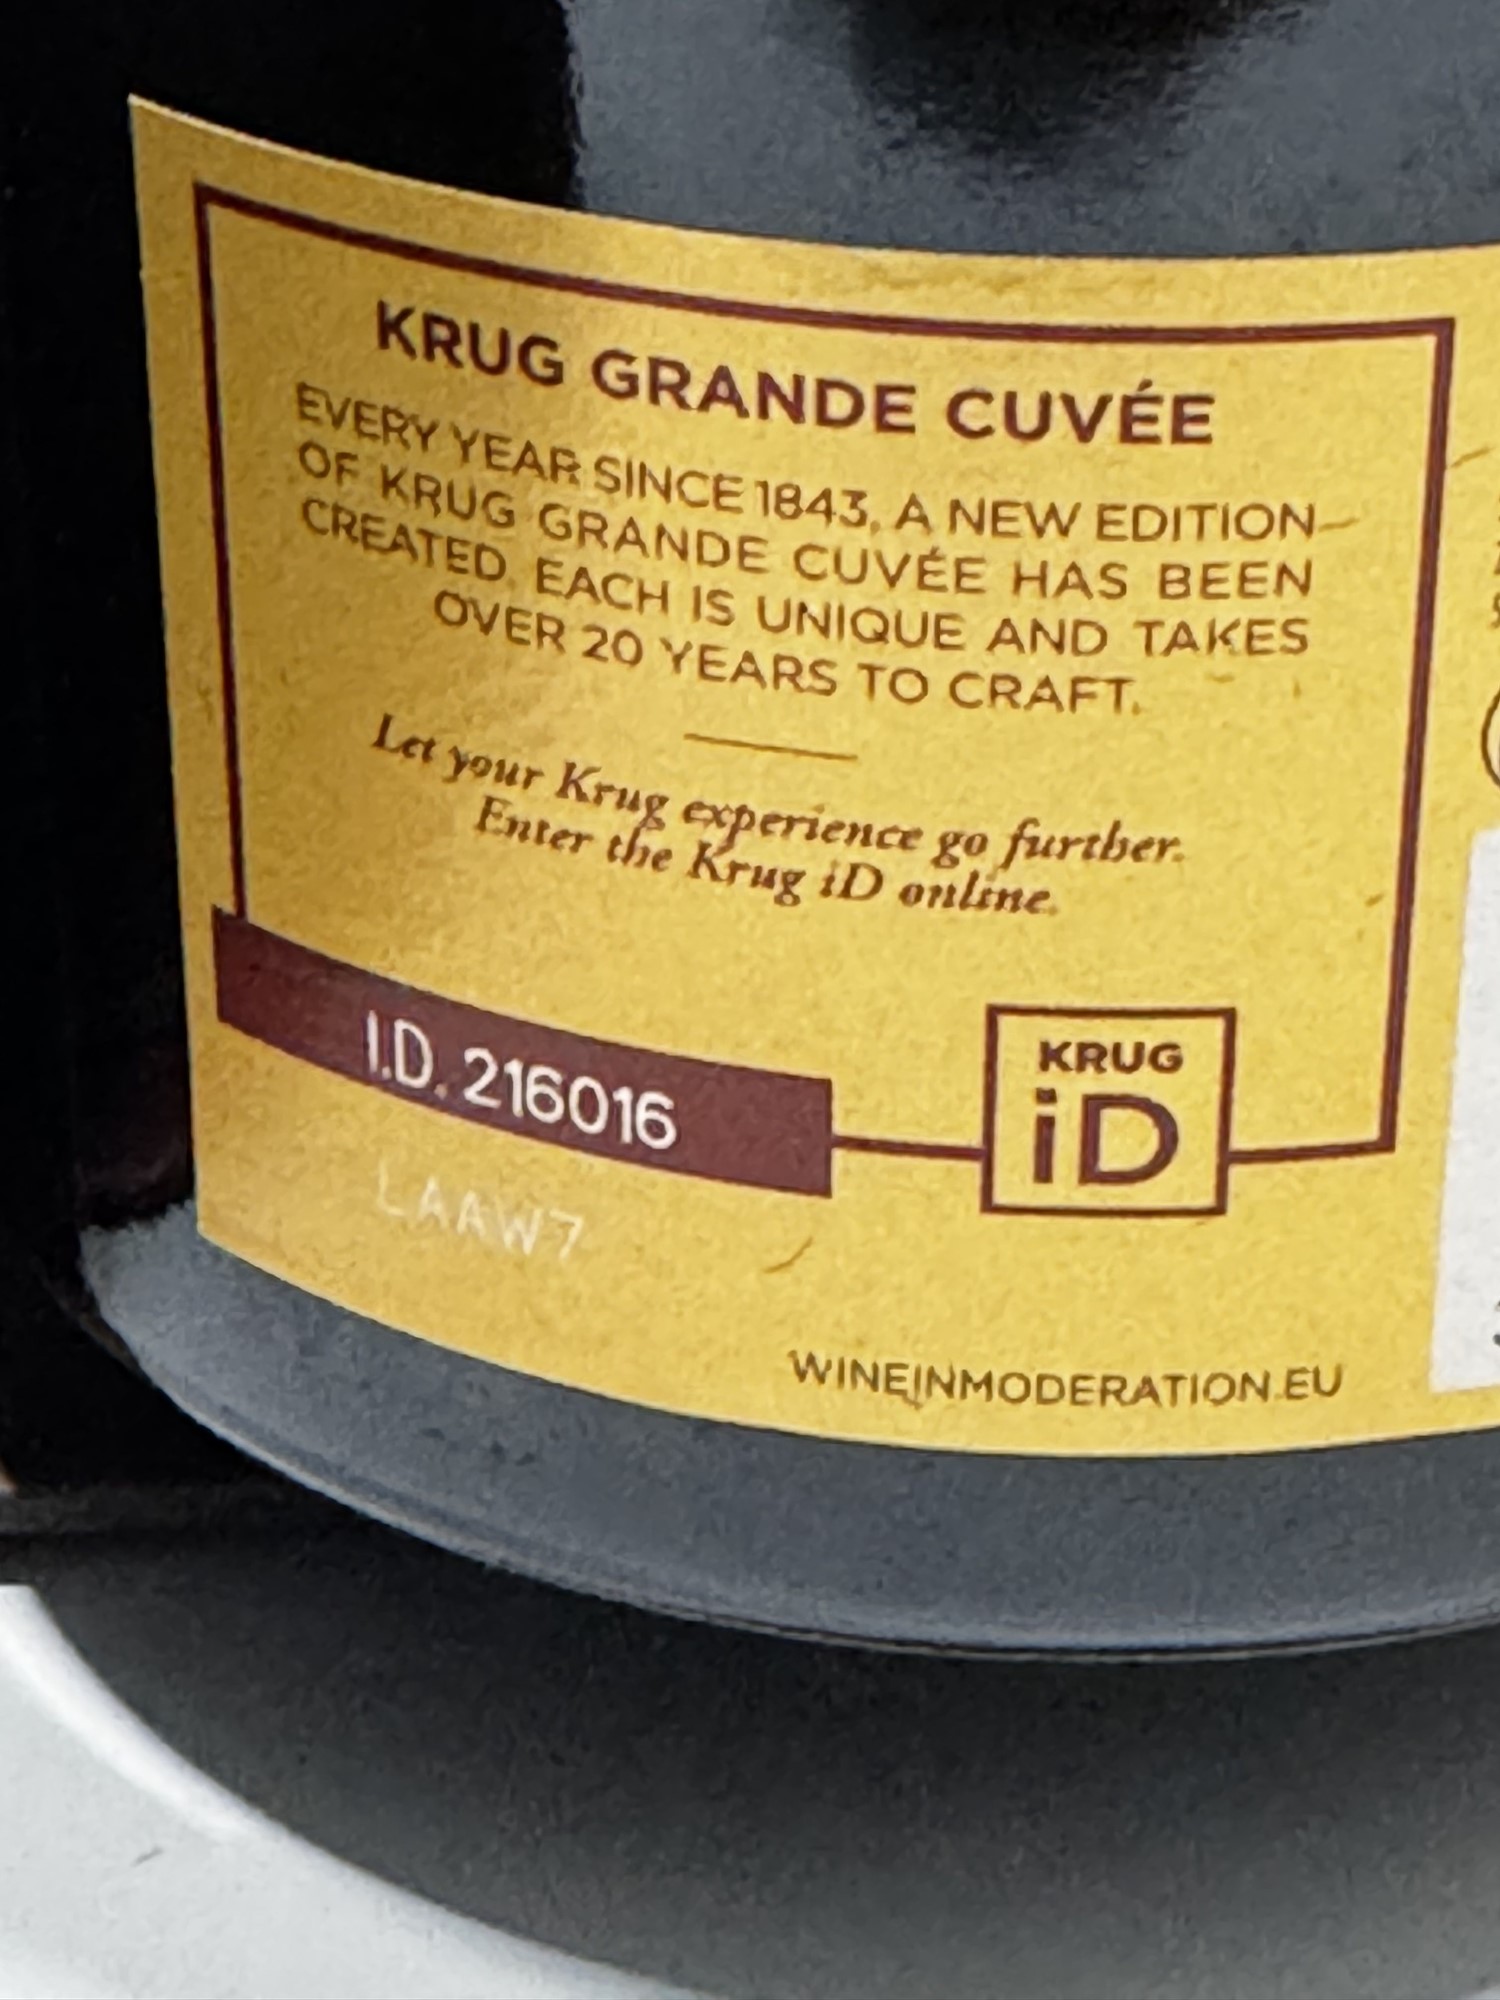 KRUG GRANDE CUVÉE
EVERY YEAR SINCE 1843, A NEW EDITION
OF KRUG GRANDE CUVÉE HAS BEEN
CREATED. EACH IS UNIQUE AND TAKES
OVER 20 YEARS TO CRAFT.
Let your Krug experience go further.
Enter the Krug iD online.
I.D. 216016
KRUG
iD
LAAW7
WINEINMODERATION.EU